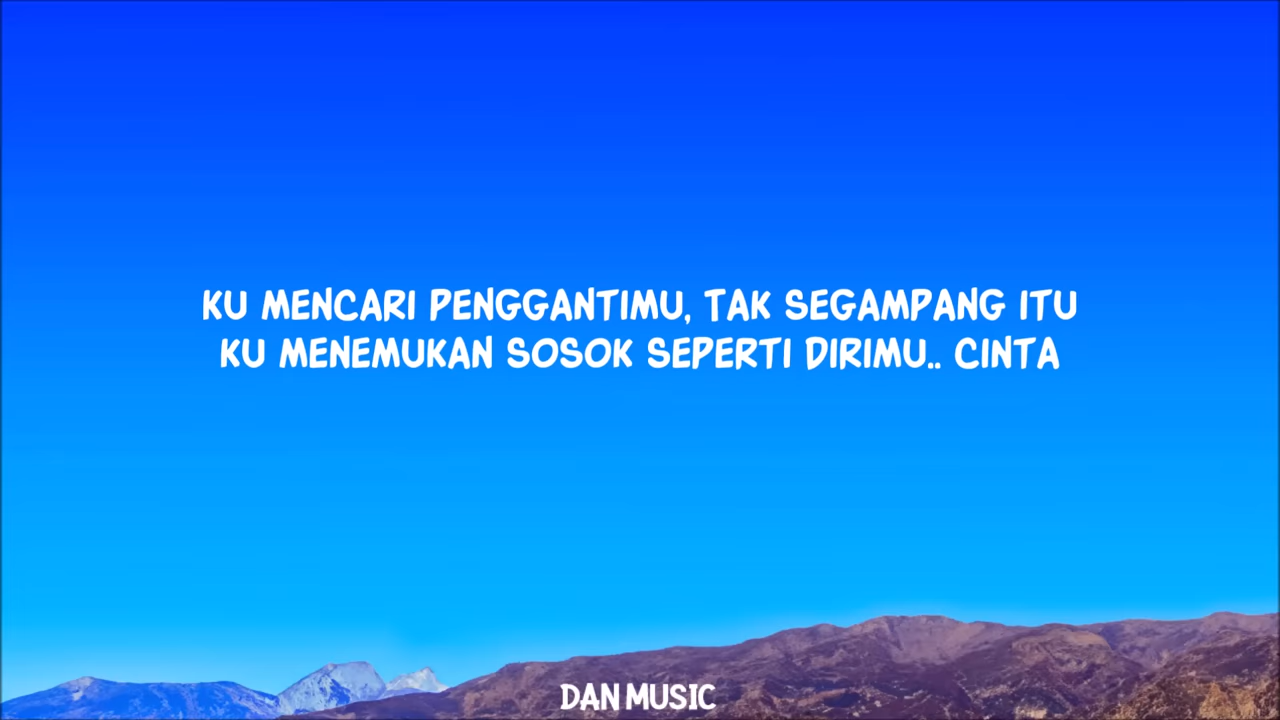 KU MENCARI PENGGANTIMU, TAK SEGAMPANG ITU
KU MENEMUKAN SOSOK SEPERTI DIRIMU.. CINTA
DAN MUSIC